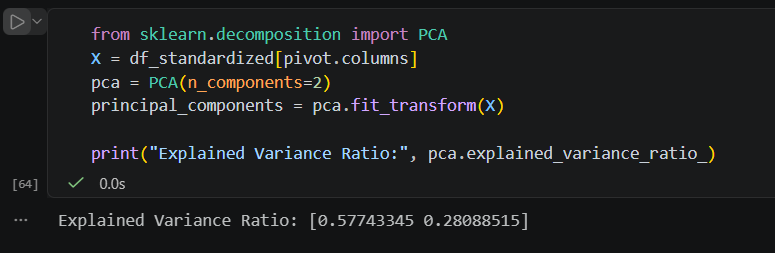 from sklearn.decomposition import PCA
X = df_standardized[pivot.columns]
pca = PCA(n_components=2)
principal_components = pca.fit_transform(X)
print("Explained Variance Ratio:", pca.explained_variance_ratio_)
[64]
0.0s
Explained Variance Ratio: [0.57743345 0.28088515]